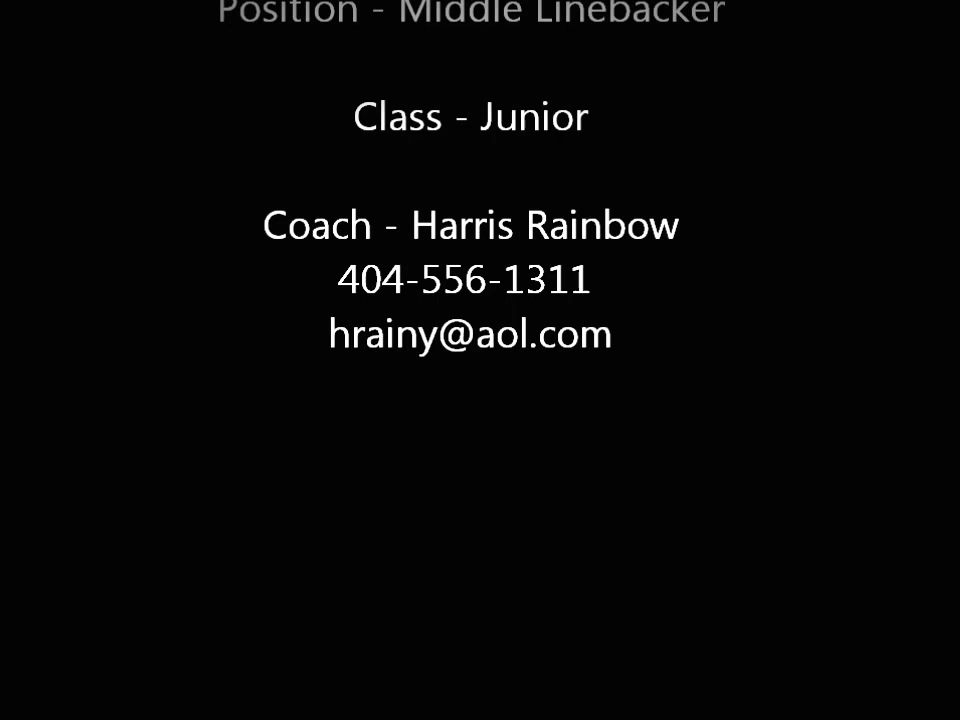 Position - Middle Linebacker
Class - Junior
Coach - Harris Rainbow
404-556-1311
hrainy@aol.com